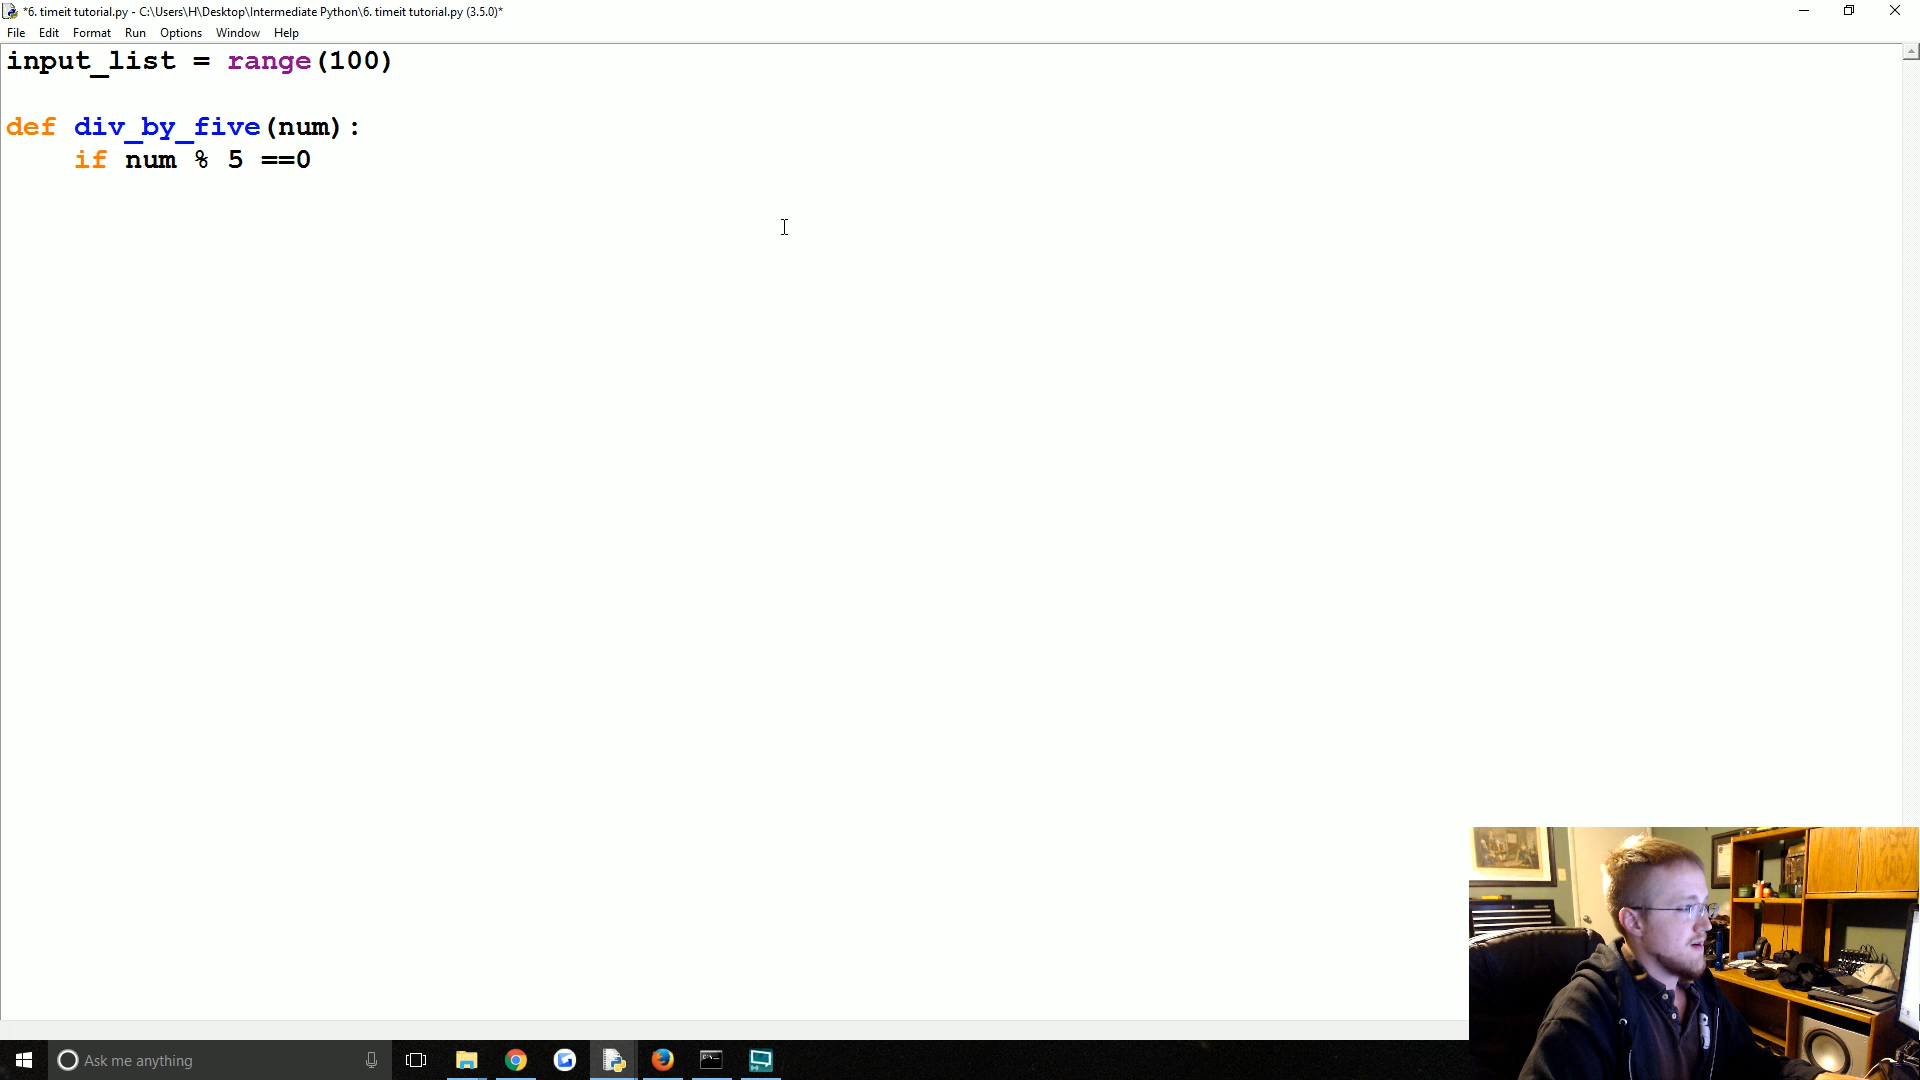 *6. timeit tutorial.py - C:\Users\H\Desktop\Intermediate Python\6. timeit tutorial.py (3.5.0)*
File Edit Format Run Options Window Help
input_list = range(100)
def div_by_five(num):
if num % 5 ==0
Ask me anything